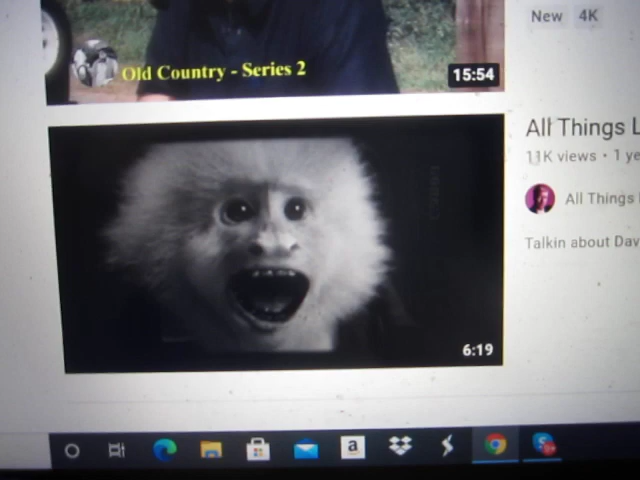 New 4K
Old Country - Series 2
15:54
All Things L
11K views • 1 ye
All Things
Talkin about Dav
6:19
a
S